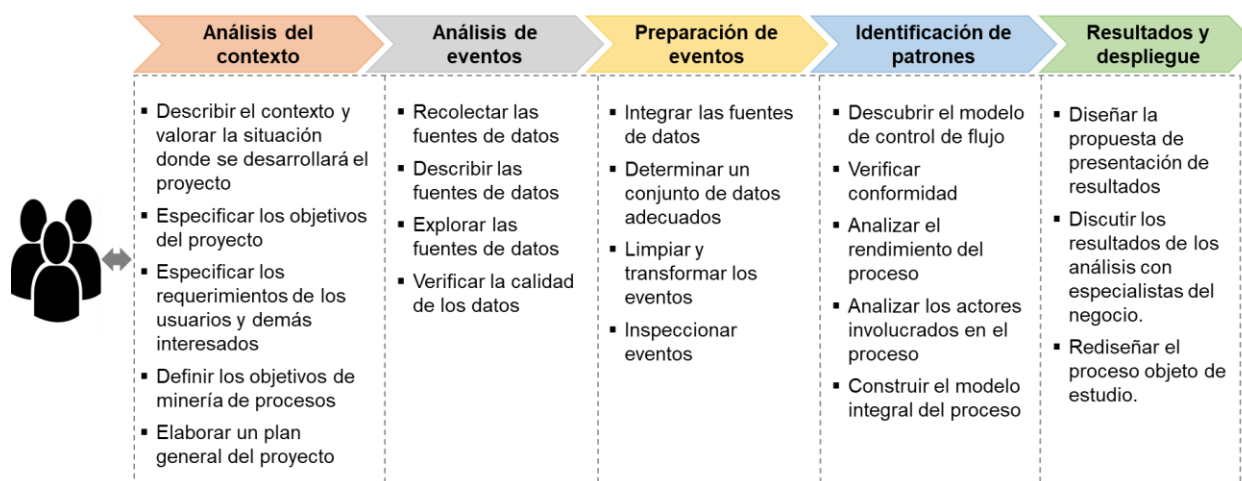 Análisis del
contexto
Análisis de
eventos
Preparación de
eventos
Identificación de
patrones
Resultados y
despliegue
▪ Describir el contexto y
valorar la situación
donde se desarrollará el
proyecto
▪ Especificar los objetivos
del proyecto
▪ Especificar los
requerimientos de los
usuarios y demás
interesados
▪ Definir los objetivos de
minería de procesos
▪ Elaborar un plan
general del proyecto
▪ Recolectar las
fuentes de datos
▪ Describir las
fuentes de datos
▪ Explorar las
fuentes de datos
▪ Verificar la calidad
de los datos
▪ Integrar las fuentes
de datos
▪ Determinar un
conjunto de datos
adecuados
▪ Limpiar y
transformar los
eventos
▪ Inspeccionar
eventos
▪ Descubrir el modelo
de control de flujo
▪ Verificar
conformidad
▪ Analizar el
rendimiento del
proceso
▪ Analizar los actores
involucrados en el
proceso
▪ Construir el modelo
integral del proceso
▪ Diseñar la
propuesta de
presentación de
resultados
▪ Discutir los
resultados de los
análisis con
especialistas del
negocio.
▪ Rediseñar el
proceso objeto de
estudio.